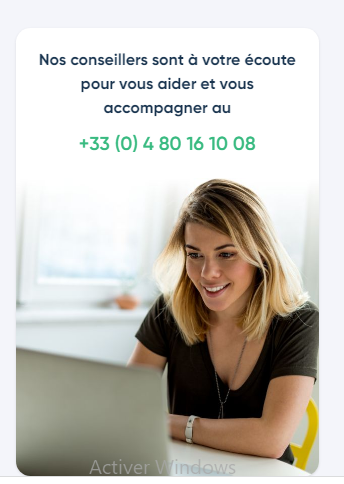 Nos conseillers sont à votre écoute
pour vous aider et vous
accompagner au
+33 (0) 4 80 16 10 08
Activer Windows